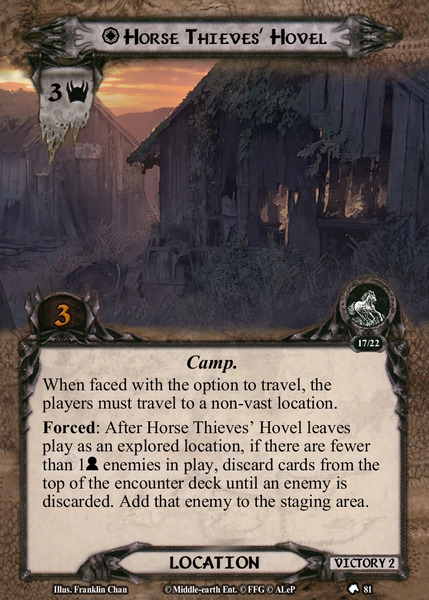 Horse Thieves' Hovel
3
3
17/22
Camp.
When faced with the option to travel, the
players must travel to a non-vast location.
Forced: After Horse Thieves' Hovel leaves
play as an explored location, if there are fewer
than 1 enemies in play, discard cards from the
top of the encounter deck until an enemy is
discarded. Add that enemy to the staging area.
LOCATION
VICTORY 2
Illus. Franklin Chan © Middle-earth Ent. © FFG © ALeP 81